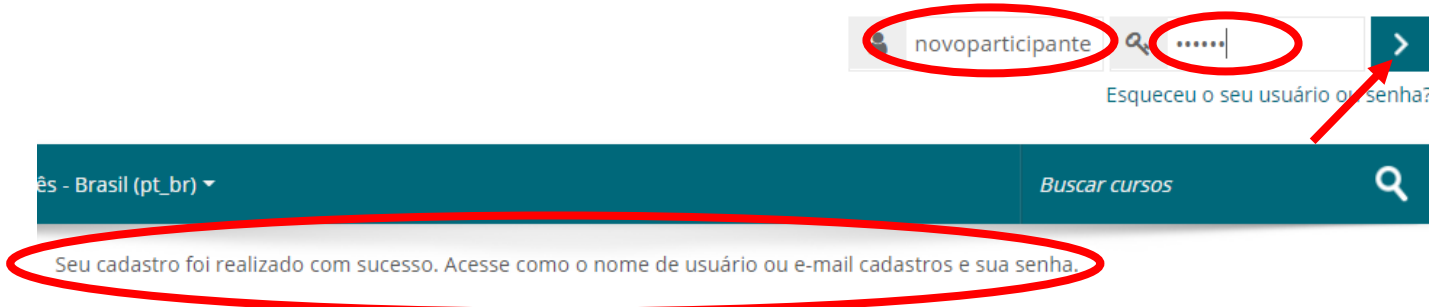 novoparticipante ••••••
Esqueceu o seu usuário ou senha?
ês - Brasil (pt_br) Buscar cursos
Seu cadastro foi realizado com sucesso. Acesse como o nome de usuário ou e-mail cadastros e sua senha.